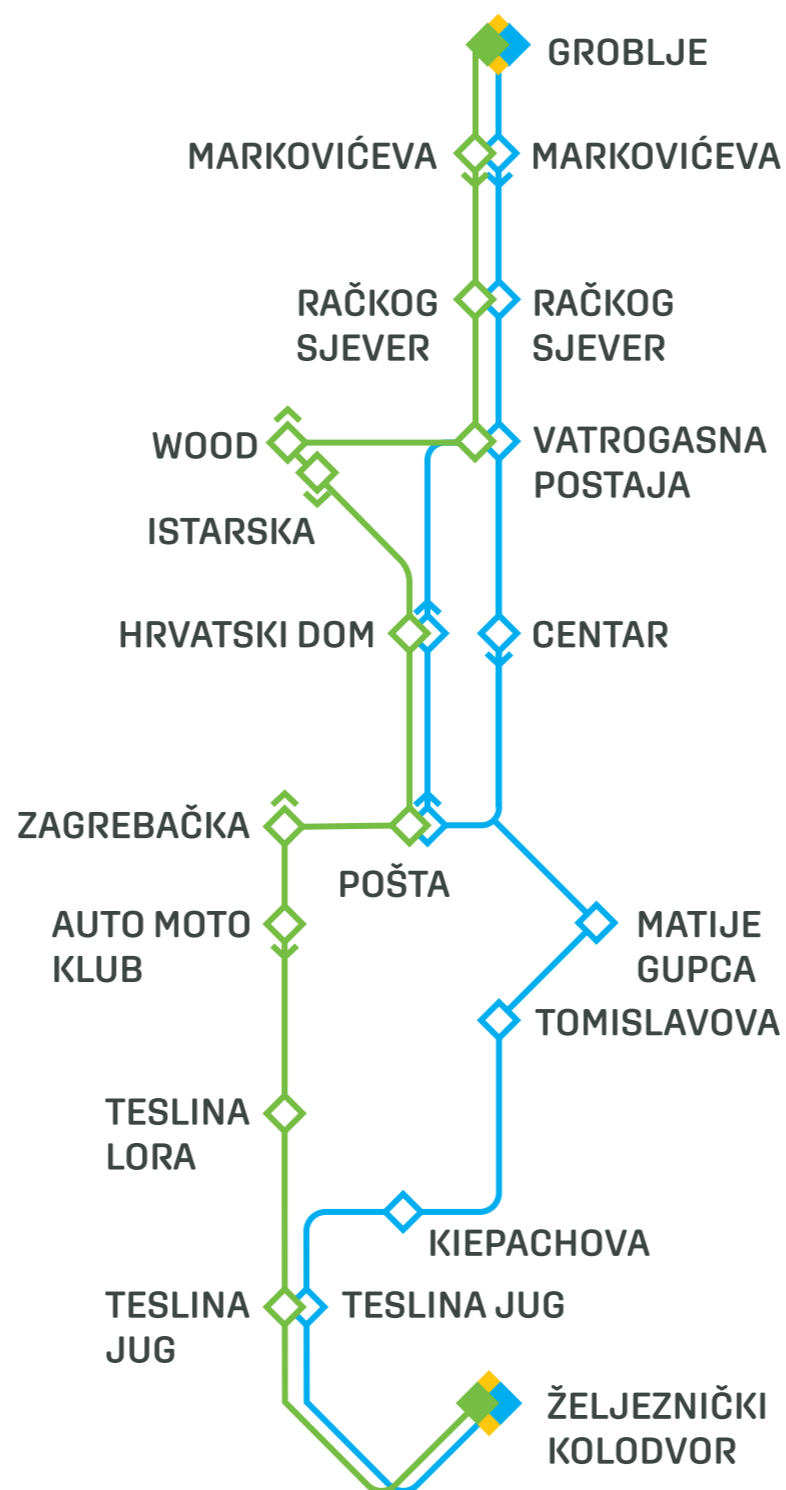 GROBLJE
MARKOVIĆEVA
MARKOVIĆEVA
RAČKOG
SJEVER
RAČKOG
SJEVER
WOOD
VATROGASNA
POSTAJA
ISTARSKA
HRVATSKI DOM
CENTAR
ZAGREBAČKA
POŠTA
AUTO MOTO
KLUB
MATIJE
GUPCA
TOMISLAVOVA
TESLINA
LORA
KIEPACHOVA
TESLINA
JUG
TESLINA JUG
ŽELJEZNIČKI
KOLODVOR